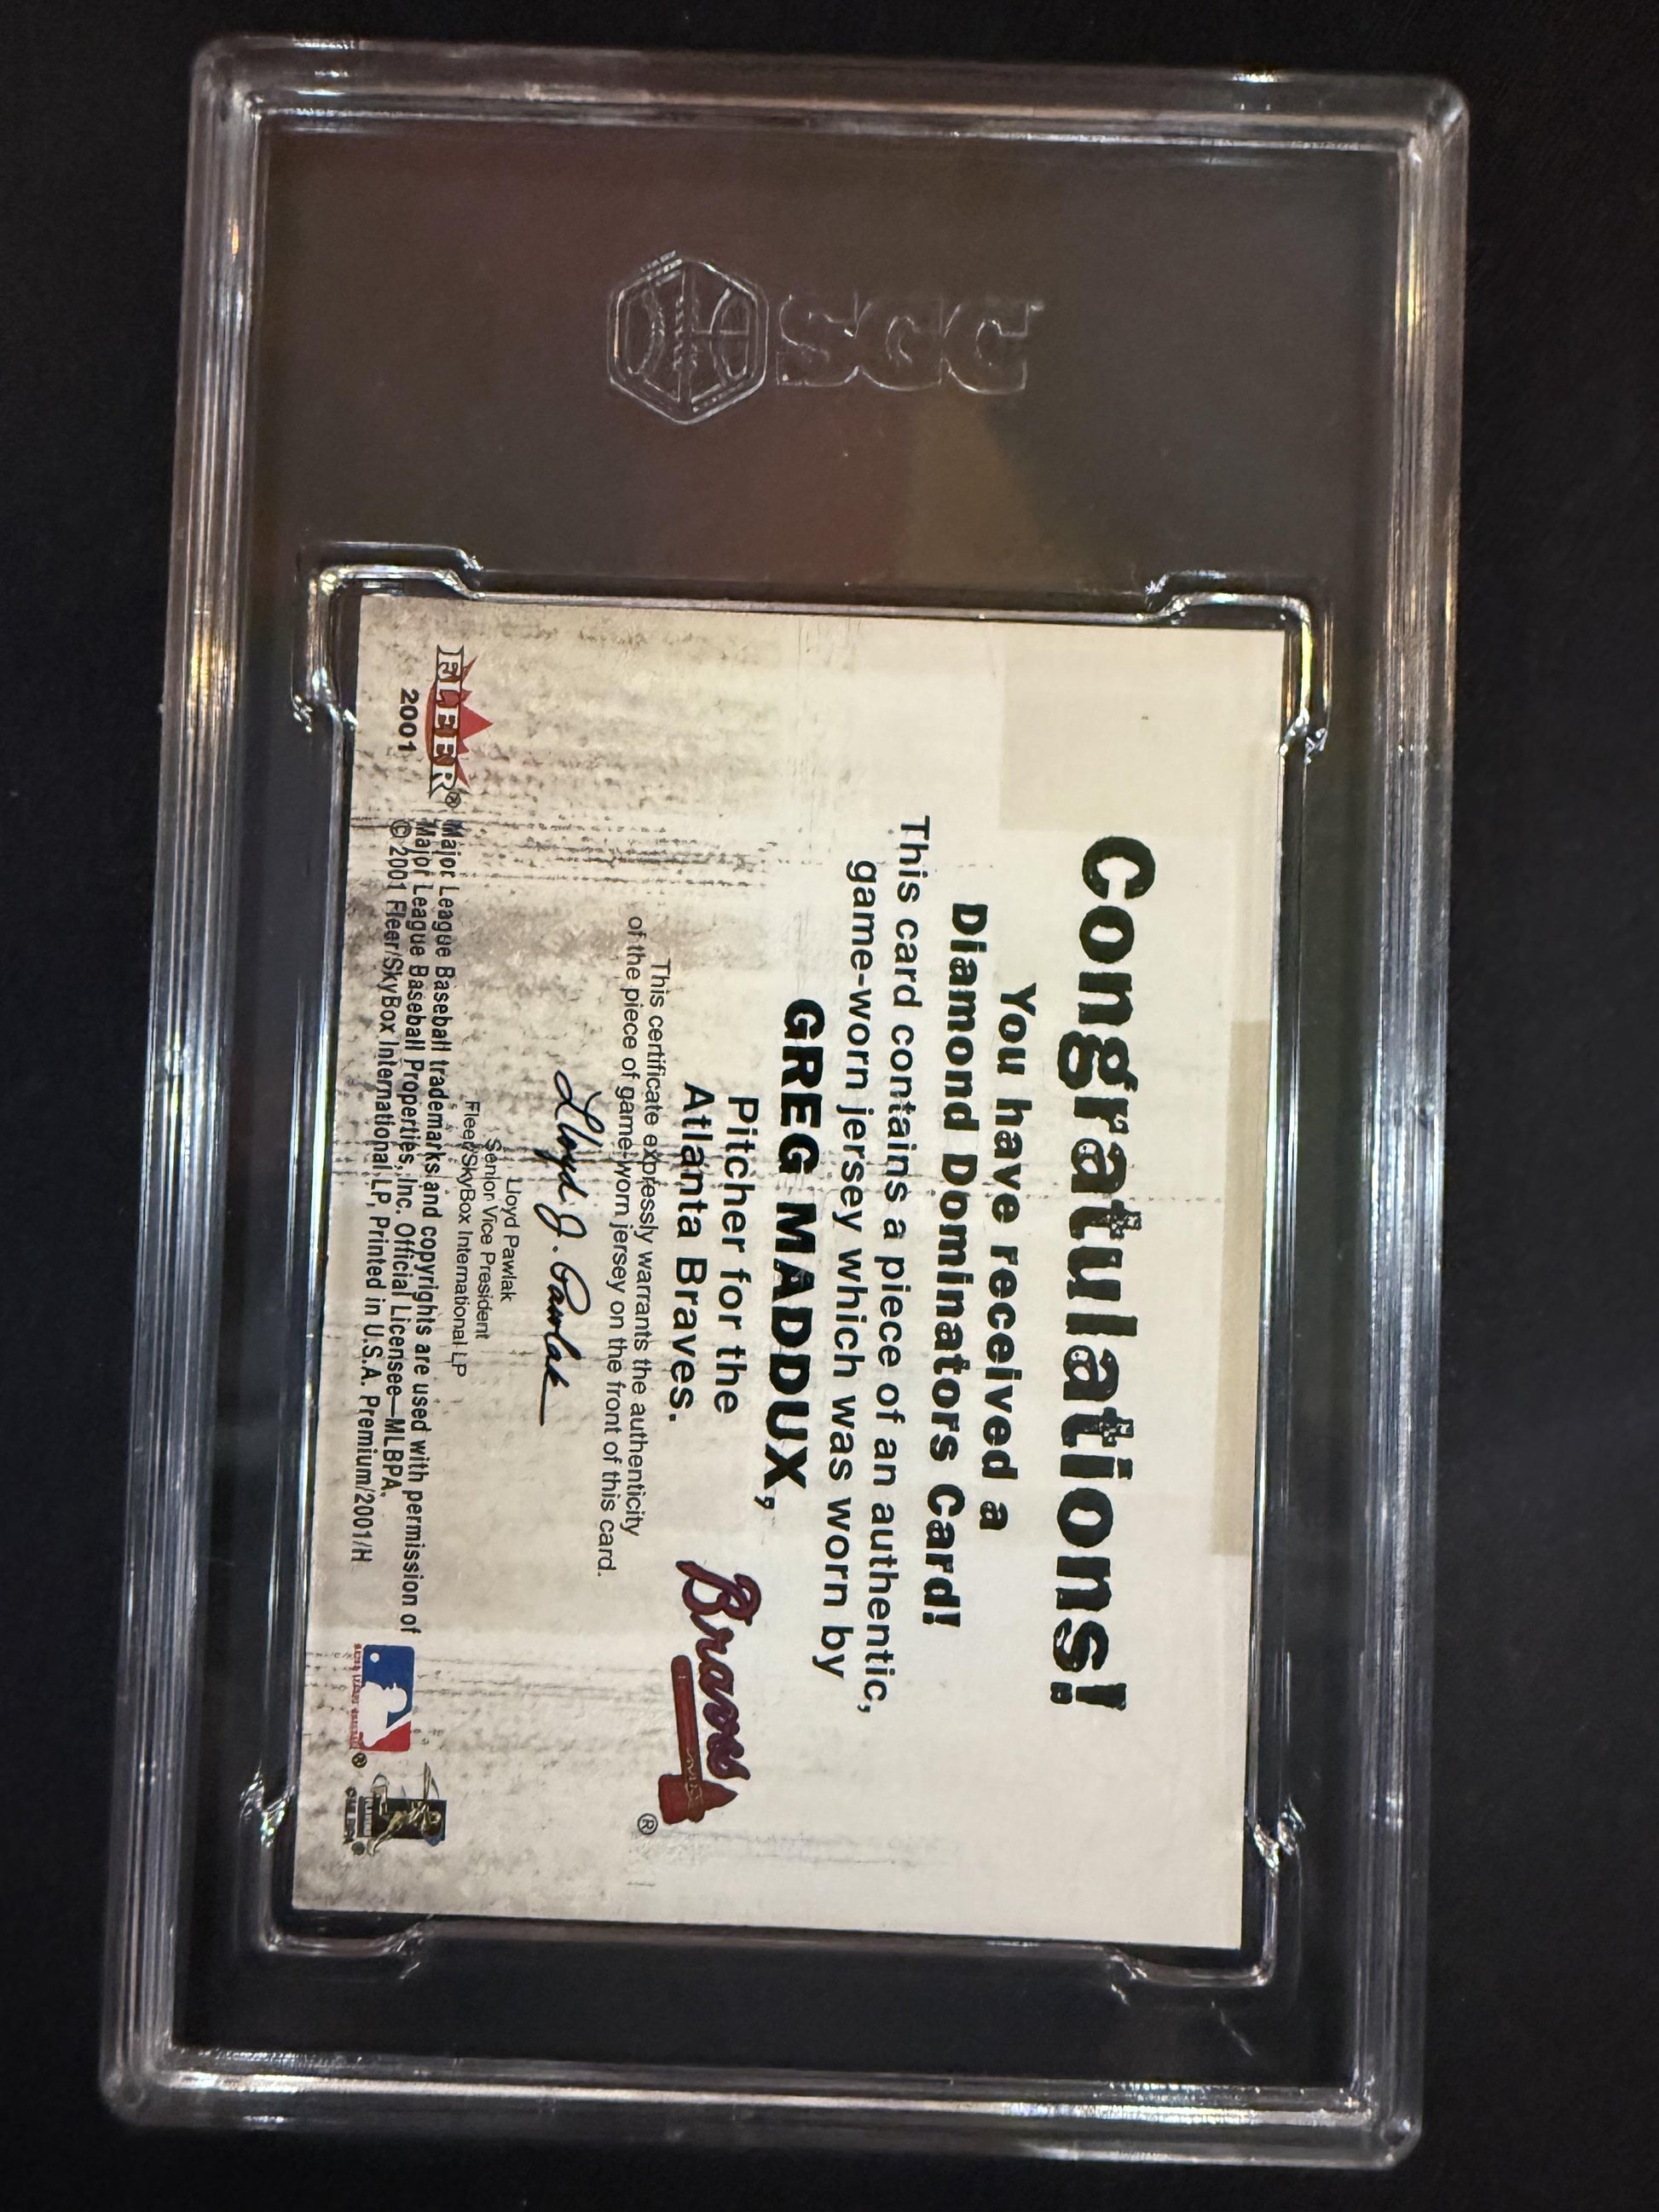 SGC
Congratulations!
You have received a
Diamond Dominators Card!
This card contains a piece of an authentic,
game-worn jersey which was worn by
GREG MADDUX,
Pitcher for the
Atlanta Braves.
Braves
®
This certificate expressly warrants the authenticity
of the piece of game-worn jersey on the front of this card.
Lloyd J. Pawlak
Lloyd Pawlak
Senior Vice President
Fleer/SkyBox International LP
FLEER®
2001
Major League Baseball trademarks and copyrights are used with permission of
Major League Baseball Properties, Inc. Official Licensee—MLBPA.
© 2001 Fleer/SkyBox International LP, Printed in U.S.A. Premium/2001/H
®